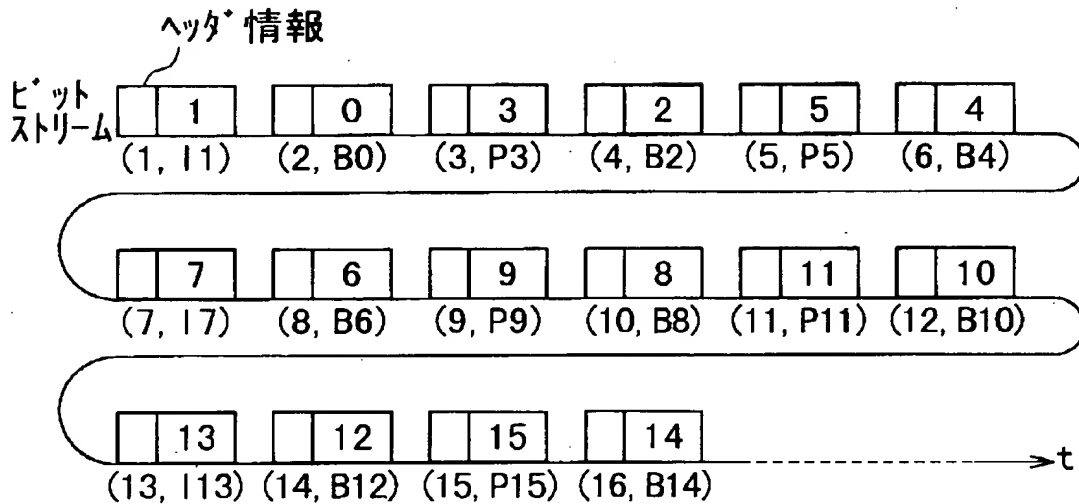 ヘッダ情報
ビット
ストリーム
1 0 3 2 5 4
(1, I1) (2, B0) (3, P3) (4, B2) (5, P5) (6, B4)
7 6 9 8 11 10
(7, I7) (8, B6) (9, P9) (10, B8) (11, P11) (12, B10)
13 12 15 14
t
(13, I13) (14, B12) (15, P15) (16, B14)